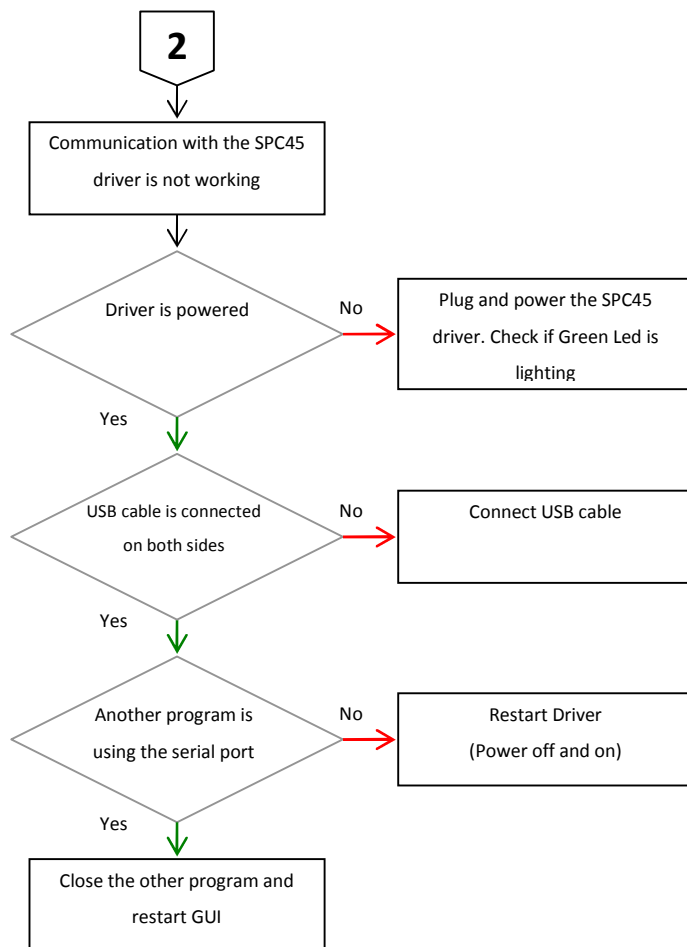 2
Communication with the SPC45
driver is not working
Driver is powered
No
Plug and power the SPC45
driver. Check if Green Led is
lighting
Yes
USB cable is connected
on both sides
No
Connect USB cable
Yes
Another program is
using the serial port
No
Restart Driver
(Power off and on)
Yes
Close the other program and
restart GUI